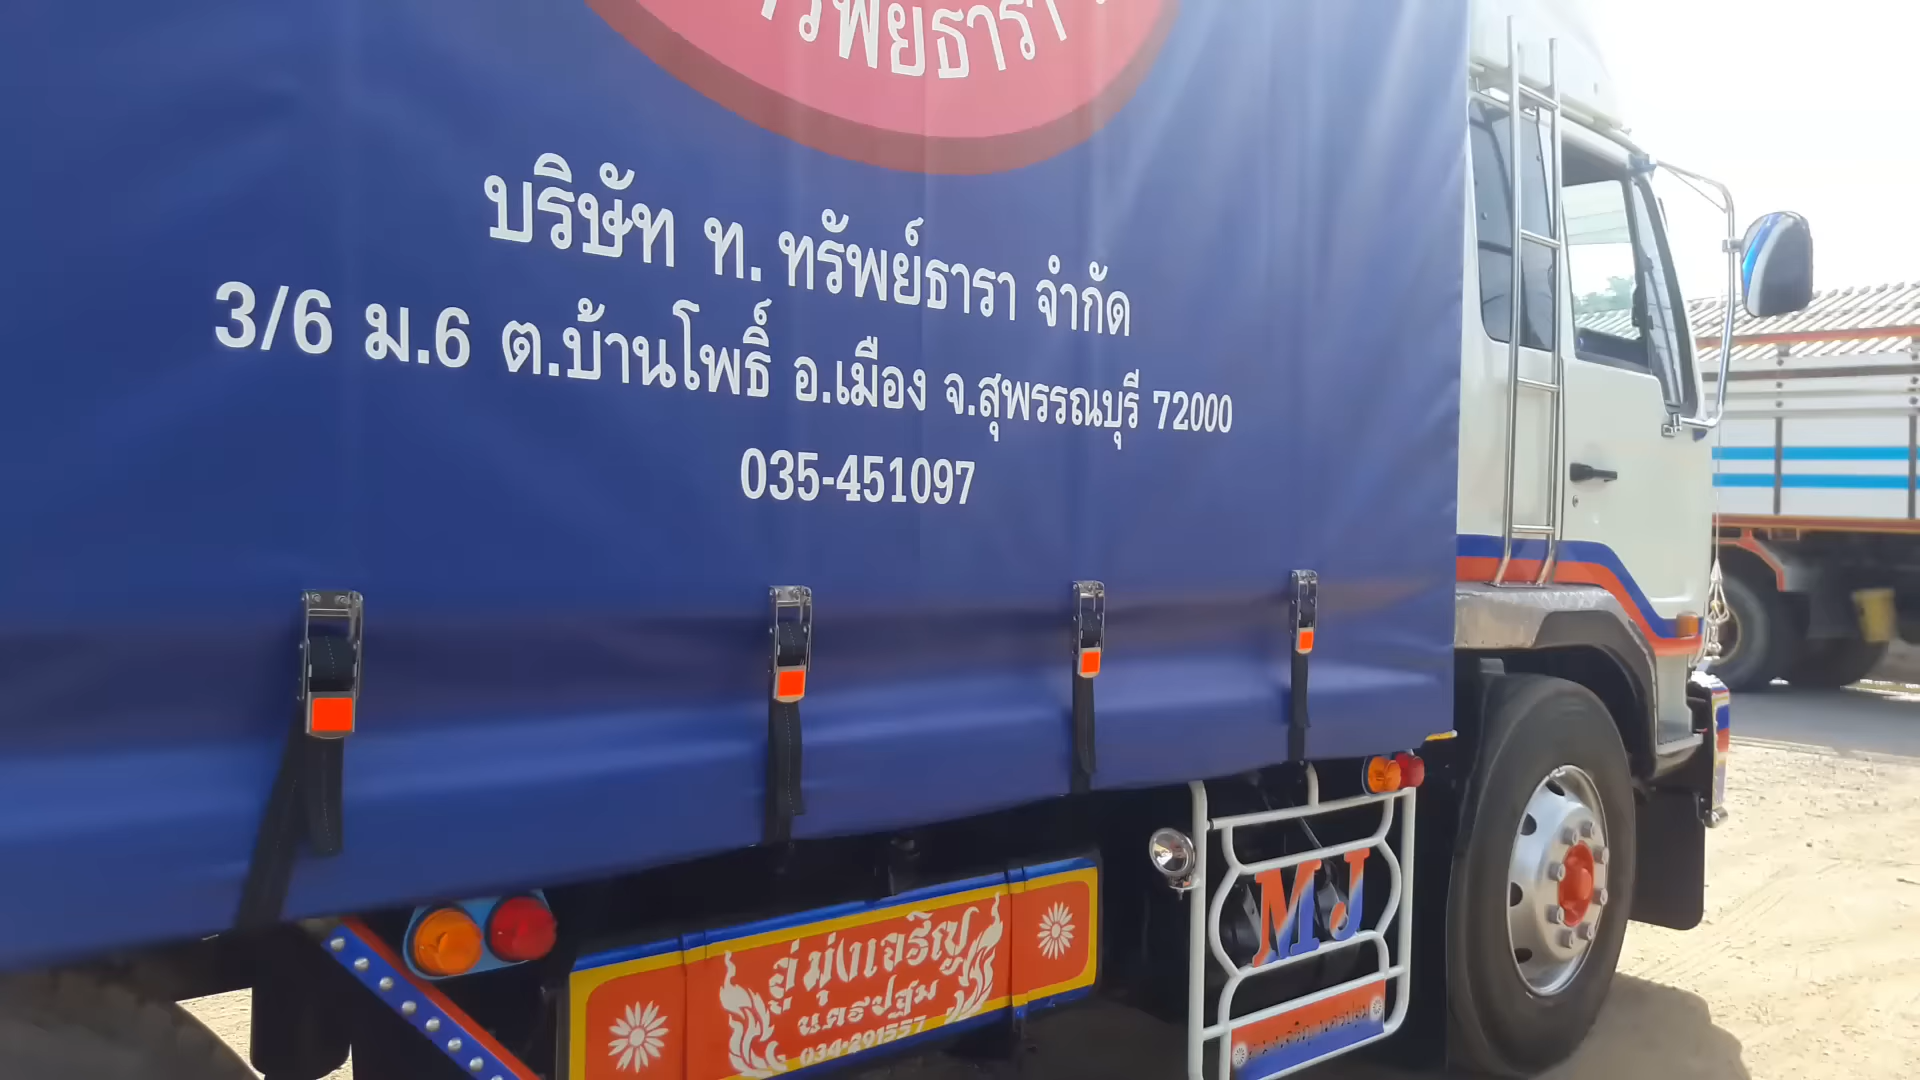 ทรัพย์ธารา
บริษัท ท. ทรัพย์ธารา จำกัด
3/6 ม.6 ต.บ้านโพธิ์ อ.เมือง จ.สุพรรณบุรี 72000
035-451097
MJ
อู่มุ่งเจริญ
นครปฐม
034-291557